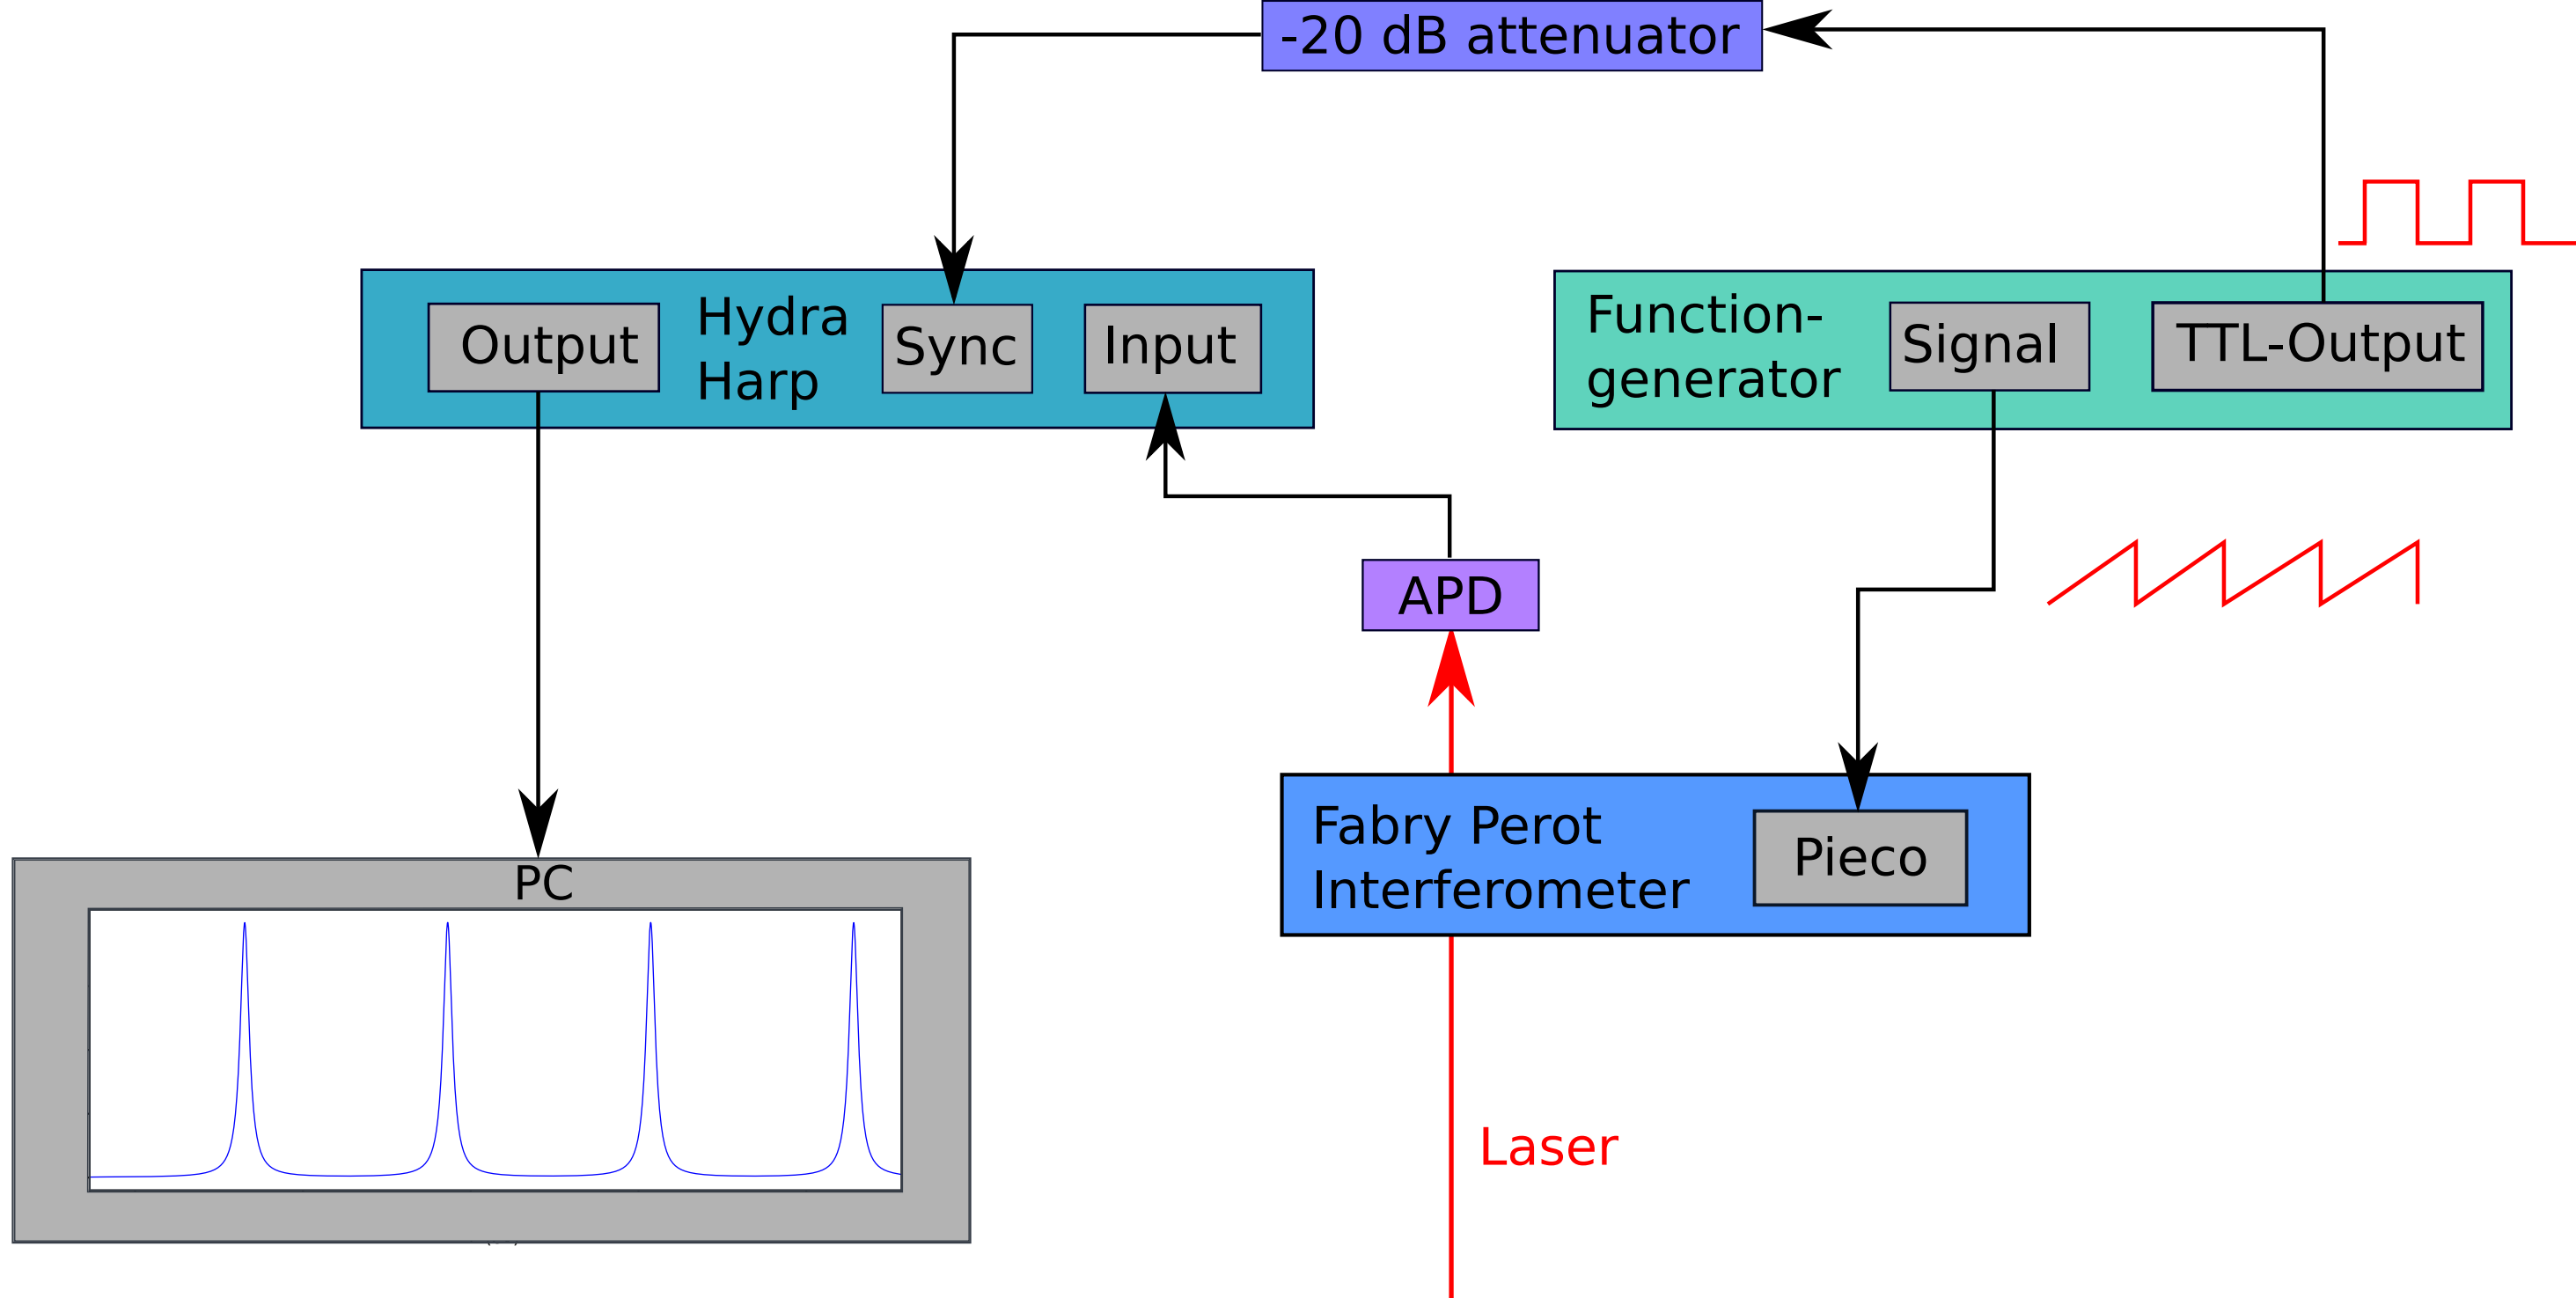 -20 dB attenuator
Hydra
Harp
Output
Sync
Input
Function-
generator
Signal
TTL-Output
APD
Fabry Perot
Interferometer
Pieco
PC
Laser